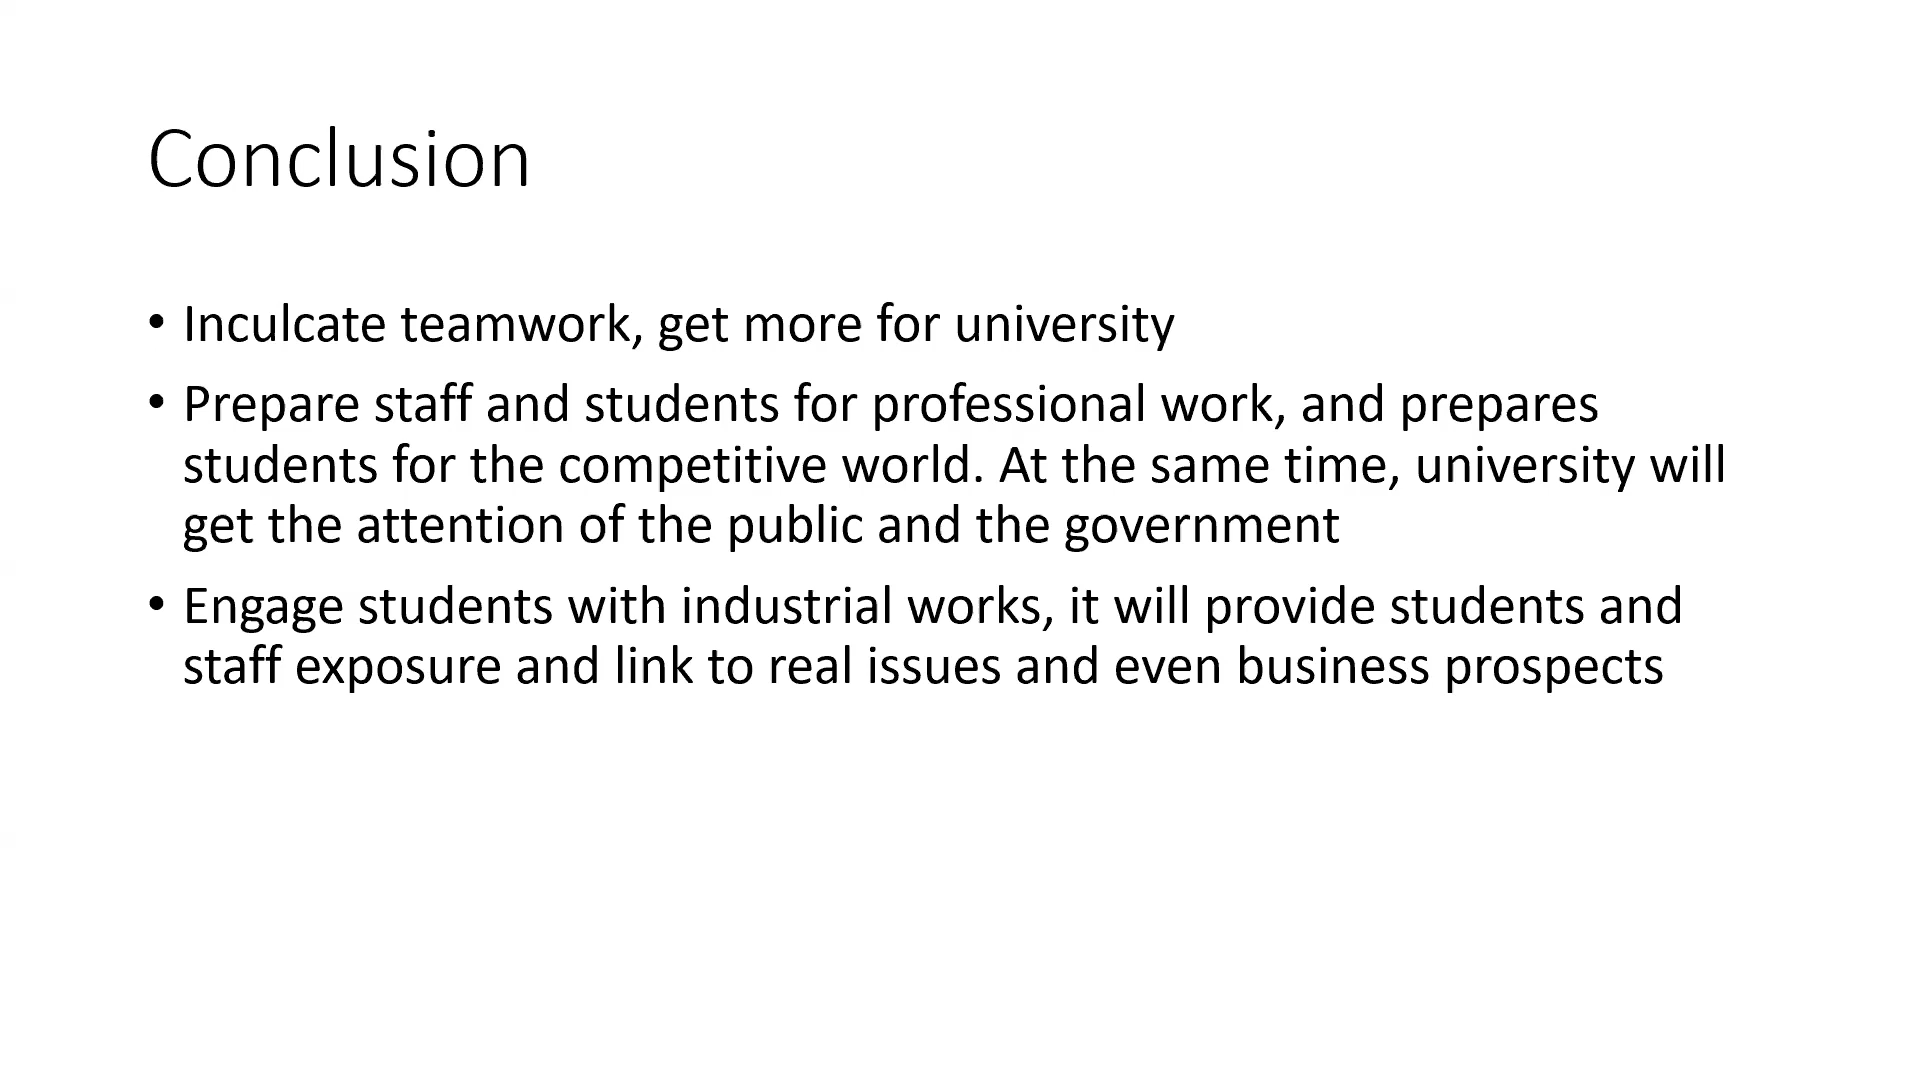 Conclusion
• Inculcate teamwork, get more for university
• Prepare staff and students for professional work, and prepares
students for the competitive world. At the same time, university will
get the attention of the public and the government
• Engage students with industrial works, it will provide students and
staff exposure and link to real issues and even business prospects